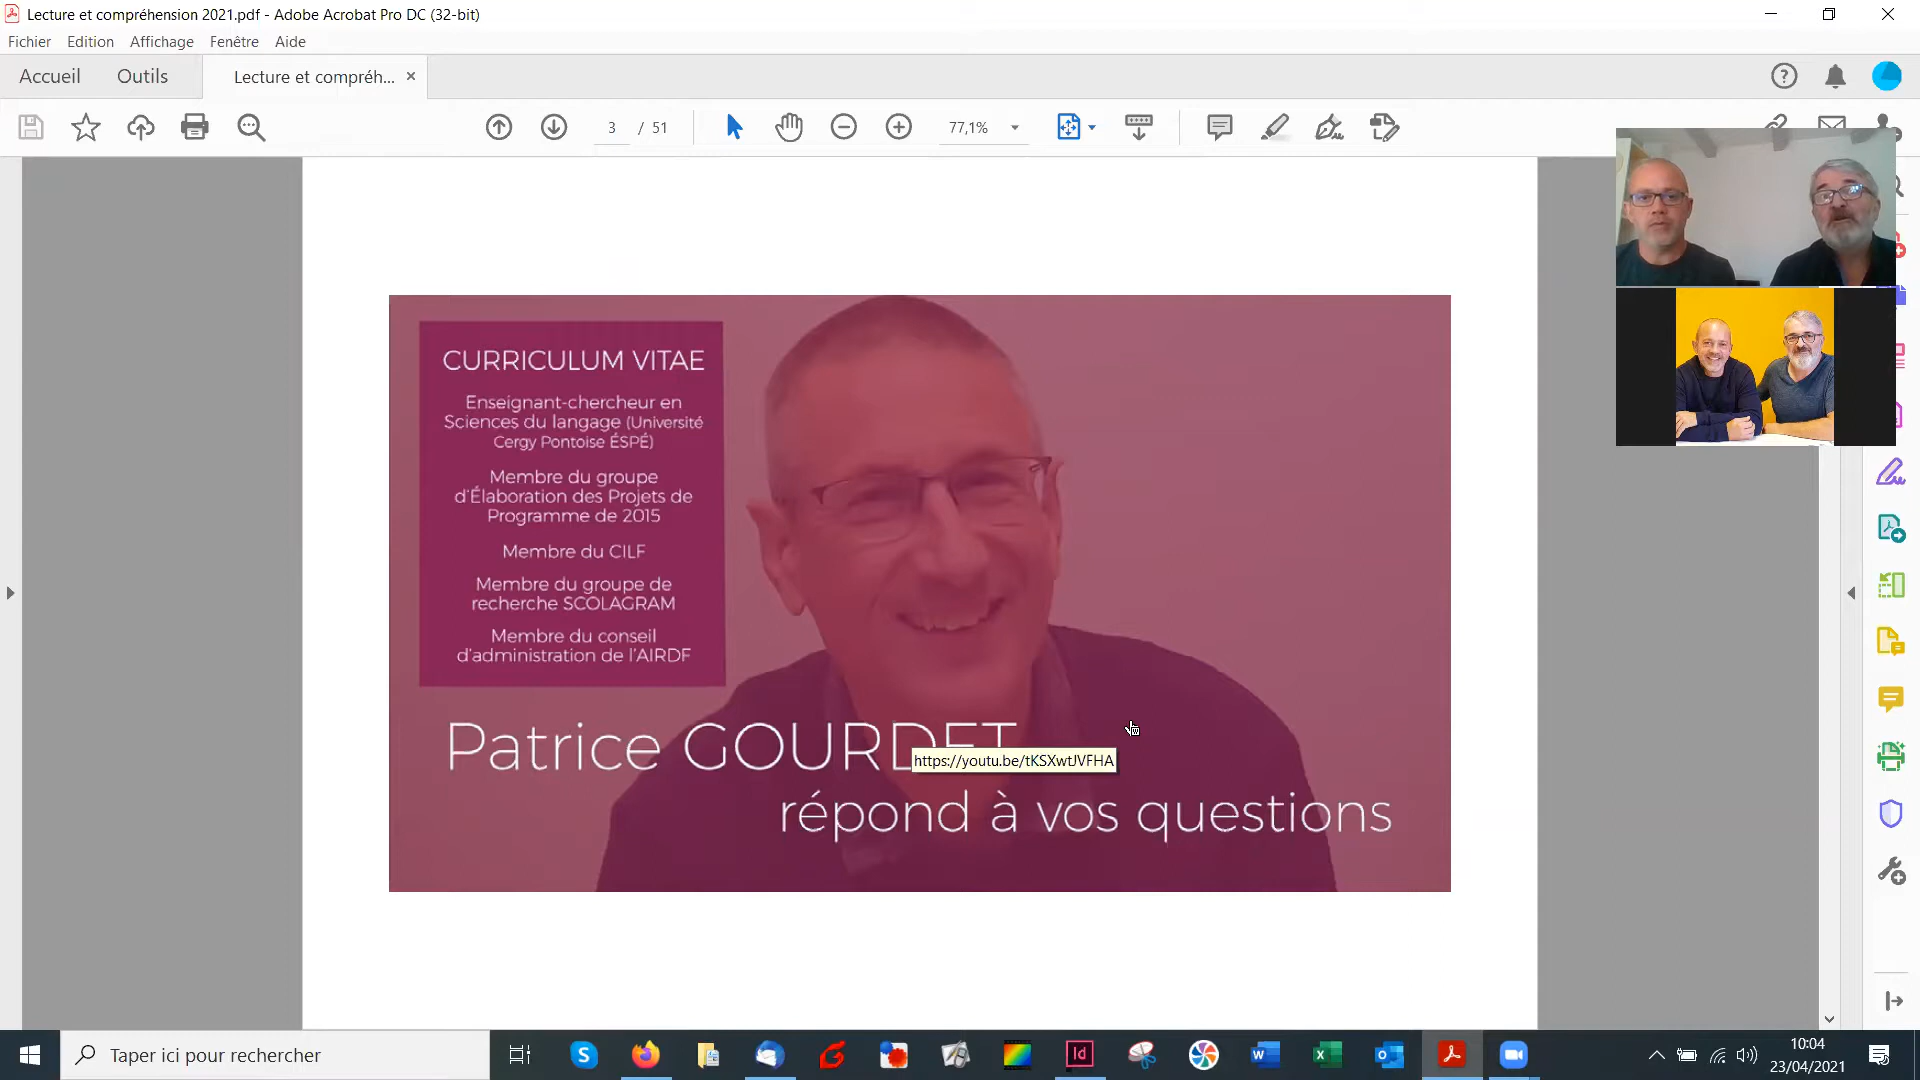 Lecture et compréhension 2021.pdf - Adobe Acrobat Pro DC (32-bit)
Fichier Edition Affichage Fenêtre Aide
Accueil Outils Lecture et compréh... ×
3 / 51 77,1%
CURRICULUM VITAE
Enseignant-chercheur en
Sciences du langage (Université
Cergy Pontoise ÉSPÉ)
Membre du groupe
d'Élaboration des Projets de
Programme de 2015
Membre du CILF
Membre du groupe de
recherche SCOLAGRAM
Membre du conseil
d'administration de l'AIRDF
Patrice GOURDET
https://youtu.be/tKSXwtJVFHA
répond à vos questions
Taper ici pour rechercher
10:04
23/04/2021